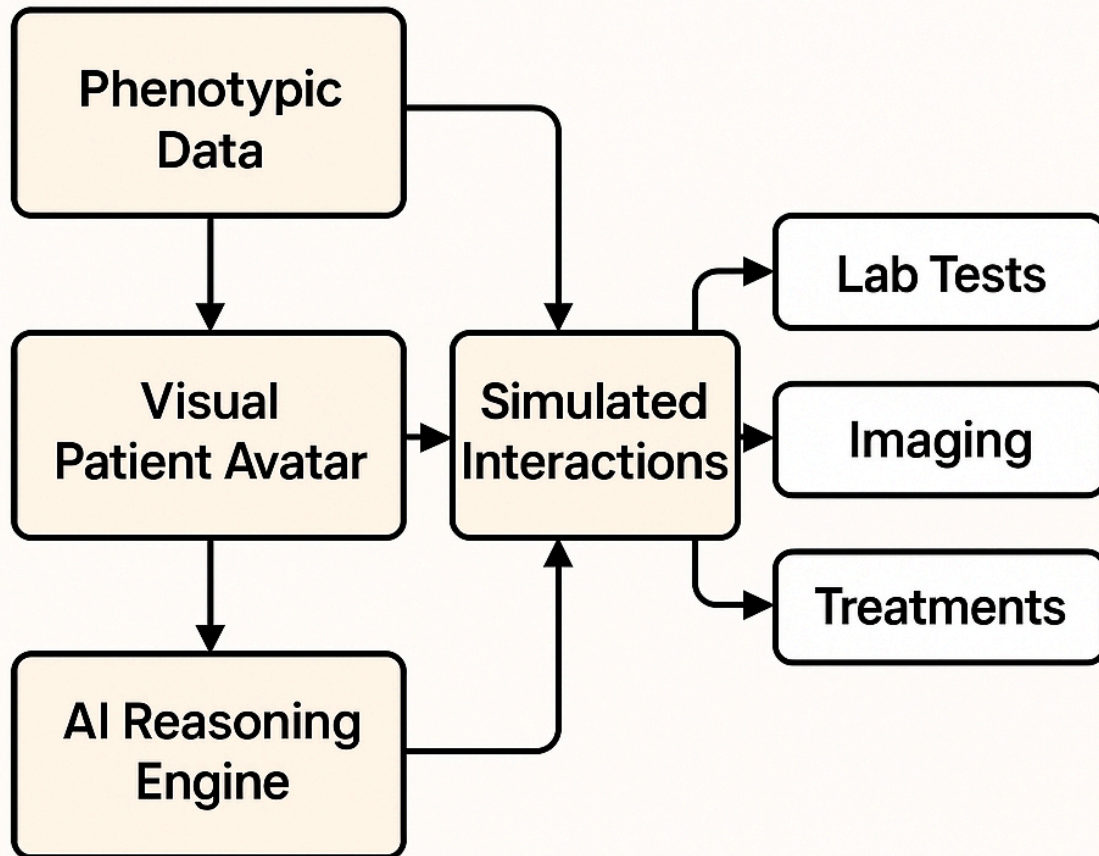 Phenotypic
Data
Visual
Patient Avatar
AI Reasoning
Engine
Simulated
Interactions
Lab Tests
Imaging
Treatments